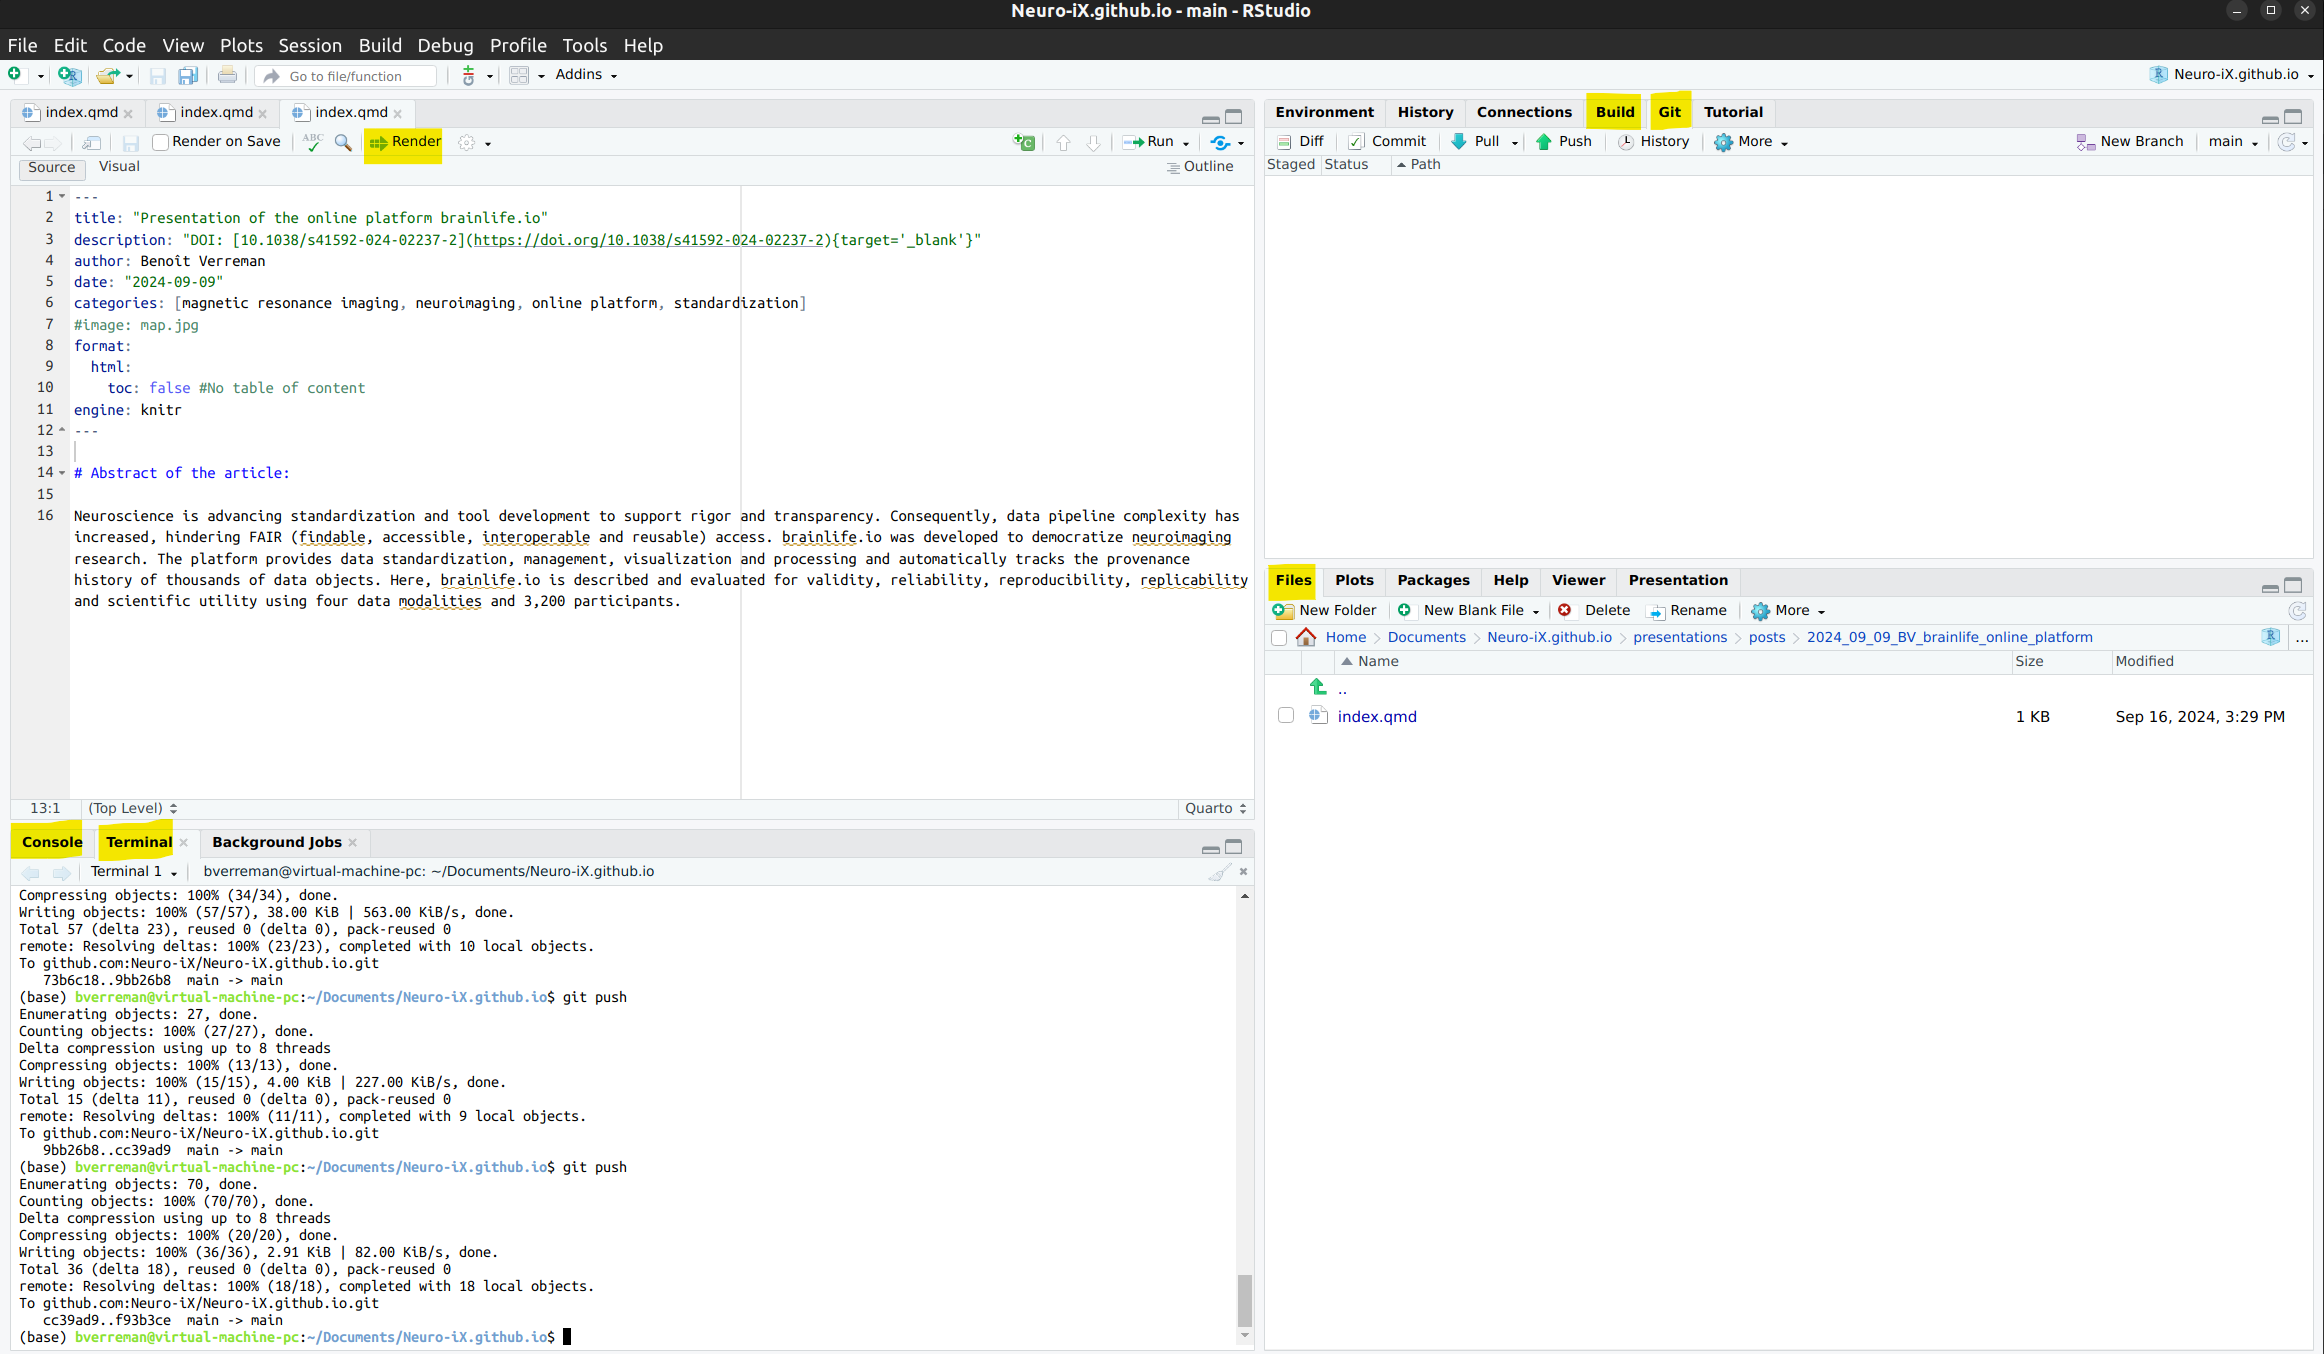 Neuro-iX.github.io - main - RStudio
File Edit Code View Plots Session Build Debug Profile Tools Help
Go to file/function
Addins
Neuro-iX.github.io
index.qmd
index.qmd
index.qmd
Render on Save
ABC
Render
Run
Source
Visual
Outline
1 ---
2 title: "Presentation of the online platform brainlife.io"
3 description: "DOI: [10.1038/s41592-024-02237-2](https://doi.org/10.1038/s41592-024-02237-2){target='_blank'}"
4 author: Benoît Verreman
5 date: "2024-09-09"
6 categories: [magnetic resonance imaging, neuroimaging, online platform, standardization]
7 #image: map.jpg
8 format:
9 html:
10 toc: false #No table of content
11 engine: knitr
12 ---
13
14 # Abstract of the article:
15
16 Neuroscience is advancing standardization and tool development to support rigor and transparency. Consequently, data pipeline complexity has
increased, hindering FAIR (findable, accessible, interoperable and reusable) access. brainlife.io was developed to democratize neuroimaging
research. The platform provides data standardization, management, visualization and processing and automatically tracks the provenance
history of thousands of data objects. Here, brainlife.io is described and evaluated for validity, reliability, reproducibility, replicability
and scientific utility using four data modalities and 3,200 participants.
13:1
(Top Level)
Quarto
Console
Terminal
Background Jobs
Terminal 1
bverreman@virtual-machine-pc: ~/Documents/Neuro-iX.github.io
Compressing objects: 100% (34/34), done.
Writing objects: 100% (57/57), 38.00 KiB | 563.00 KiB/s, done.
Total 57 (delta 23), reused 0 (delta 0), pack-reused 0
remote: Resolving deltas: 100% (23/23), completed with 10 local objects.
To github.com:Neuro-iX/Neuro-iX.github.io.git
73b6c18..9bb26b8 main -> main
(base) bverreman@virtual-machine-pc:~/Documents/Neuro-iX.github.io$ git push
Enumerating objects: 27, done.
Counting objects: 100% (27/27), done.
Delta compression using up to 8 threads
Compressing objects: 100% (13/13), done.
Writing objects: 100% (15/15), 4.00 KiB | 227.00 KiB/s, done.
Total 15 (delta 11), reused 0 (delta 0), pack-reused 0
remote: Resolving deltas: 100% (11/11), completed with 9 local objects.
To github.com:Neuro-iX/Neuro-iX.github.io.git
9bb26b8..cc39ad9 main -> main
(base) bverreman@virtual-machine-pc:~/Documents/Neuro-iX.github.io$ git push
Enumerating objects: 70, done.
Counting objects: 100% (70/70), done.
Delta compression using up to 8 threads
Compressing objects: 100% (20/20), done.
Writing objects: 100% (36/36), 2.91 KiB | 82.00 KiB/s, done.
Total 36 (delta 18), reused 0 (delta 0), pack-reused 0
remote: Resolving deltas: 100% (18/18), completed with 18 local objects.
To github.com:Neuro-iX/Neuro-iX.github.io.git
cc39ad9..f93b3ce main -> main
(base) bverreman@virtual-machine-pc:~/Documents/Neuro-iX.github.io$
Environment History Connections Build Git Tutorial
Diff Commit Pull Push History More New Branch main
Staged Status Path
Files Plots Packages Help Viewer Presentation
New Folder New Blank File Delete Rename More
Home > Documents > Neuro-iX.github.io > presentations > posts > 2024_09_09_BV_brainlife_online_platform ...
Name Size Modified
..
index.qmd 1 KB Sep 16, 2024, 3:29 PM